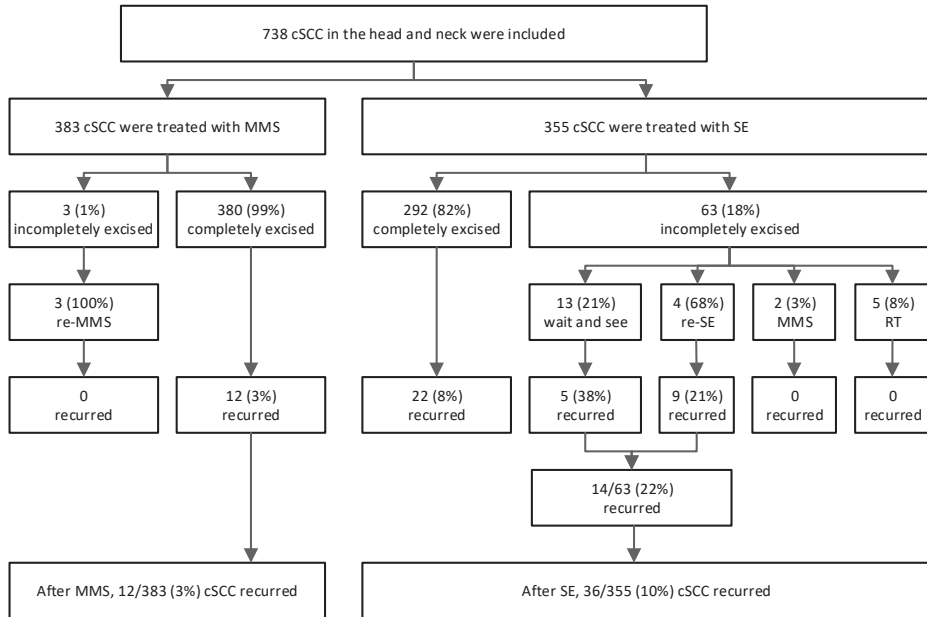 738 cSCC in the head and neck were included
383 cSCC were treated with MMS
355 cSCC were treated with SE
3 (1%)
incompletely excised
380 (99%)
completely excised
292 (82%)
completely excised
63 (18%)
incompletely excised
3 (100%)
re-MMS
13 (21%)
wait and see
4 (68%)
re-SE
2 (3%)
MMS
5 (8%)
RT
0
recurred
12 (3%)
recurred
22 (8%)
recurred
5 (38%)
recurred
9 (21%)
recurred
0
recurred
0
recurred
14/63 (22%)
recurred
After MMS, 12/383 (3%) cSCC recurred
After SE, 36/355 (10%) cSCC recurred